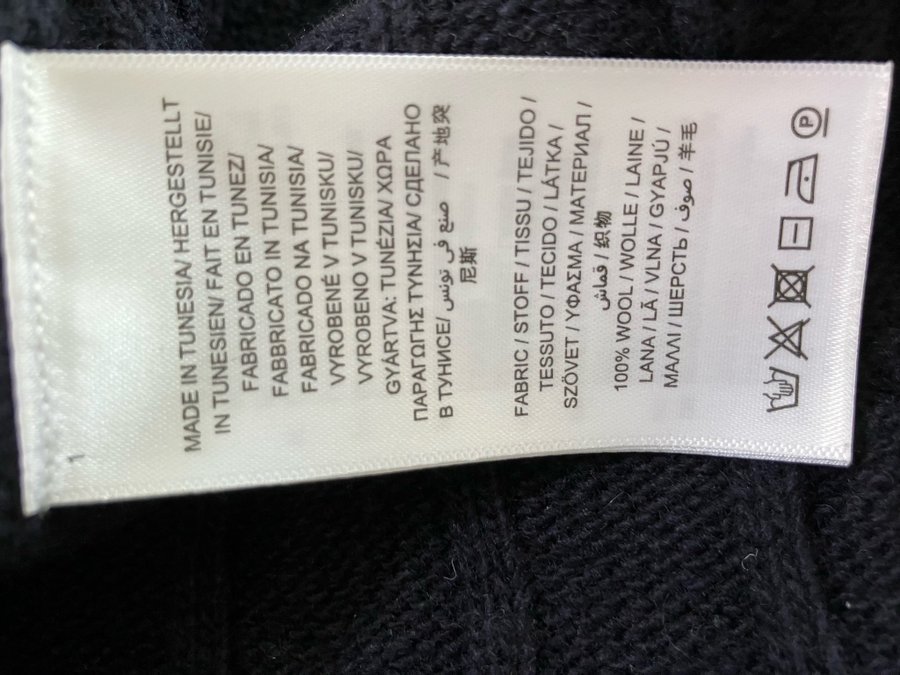 1
MADE IN TUNESIA/ HERGESTELLT
IN TUNESIEN/ FAIT EN TUNISIE/
FABRICADO EN TUNEZ/
FABBRICATO IN TUNISIA/
FABRICADO NA TUNISIA/
VYROBENÉ V TUNISKU/
VYROBENO V TUNISKU/
GYÁRTVA: TUNÉZIA/ ΧΩΡΑ
ΠΑΡΑΓΩΓΗΣ ΤΥΝΗΣΙΑ/ СДЕЛАНО
В ТУНИСЕ/ صنع في تونس / 产地突
尼斯
FABRIC / STOFF / TISSU / TEJIDO /
TESSUTO / TECIDO / LÁTKA /
SZÖVET / ΥΦΑΣΜΑ / МАТЕРИАЛ /
قماش / 织物
100% WOOL / WOLLE / LAINE /
LANA / LÃ / VLNA / GYAPJÚ /
ΜΑΛΛΙ / ШЕРСТЬ / صوف / 羊毛
P